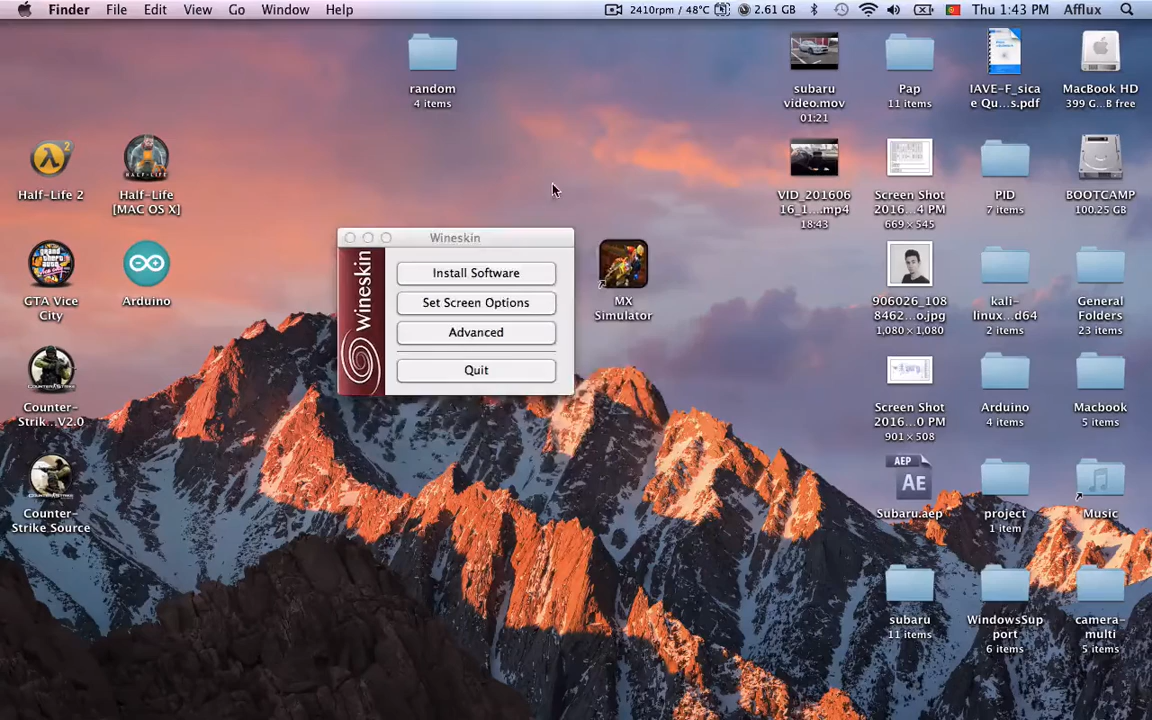 Finder File Edit View Go Window Help
2410rpm / 48°C 2.61 GB Thu 1:43 PM Afflux
random
4 items
subaru
video.mov
01:21
Pap
11 items
IAVE-F_sica
e Qu...s.pdf
MacBook HD
399 G...B free
Half-Life 2
Half-Life
[MAC OS X]
VID_201606
16_1....mp4
18:43
Screen Shot
2016...4 PM
669 × 545
PID
7 items
BOOTCAMP
100.25 GB
Wineskin
Wineskin
Install Software
Set Screen Options
Advanced
Quit
GTA Vice
City
Arduino
MX
Simulator
906026_108
8462...o.jpg
1,080 × 1,080
kali-
linux...d64
2 items
General
Folders
23 items
Counter-
Strik...V2.0
Screen Shot
2016...0 PM
901 × 508
Arduino
4 items
Macbook
5 items
Counter-
Strike Source
AEP
AE
Subaru.aep
project
1 item
Music
subaru
11 items
WindowsSup
port
6 items
camera-
multi
5 items